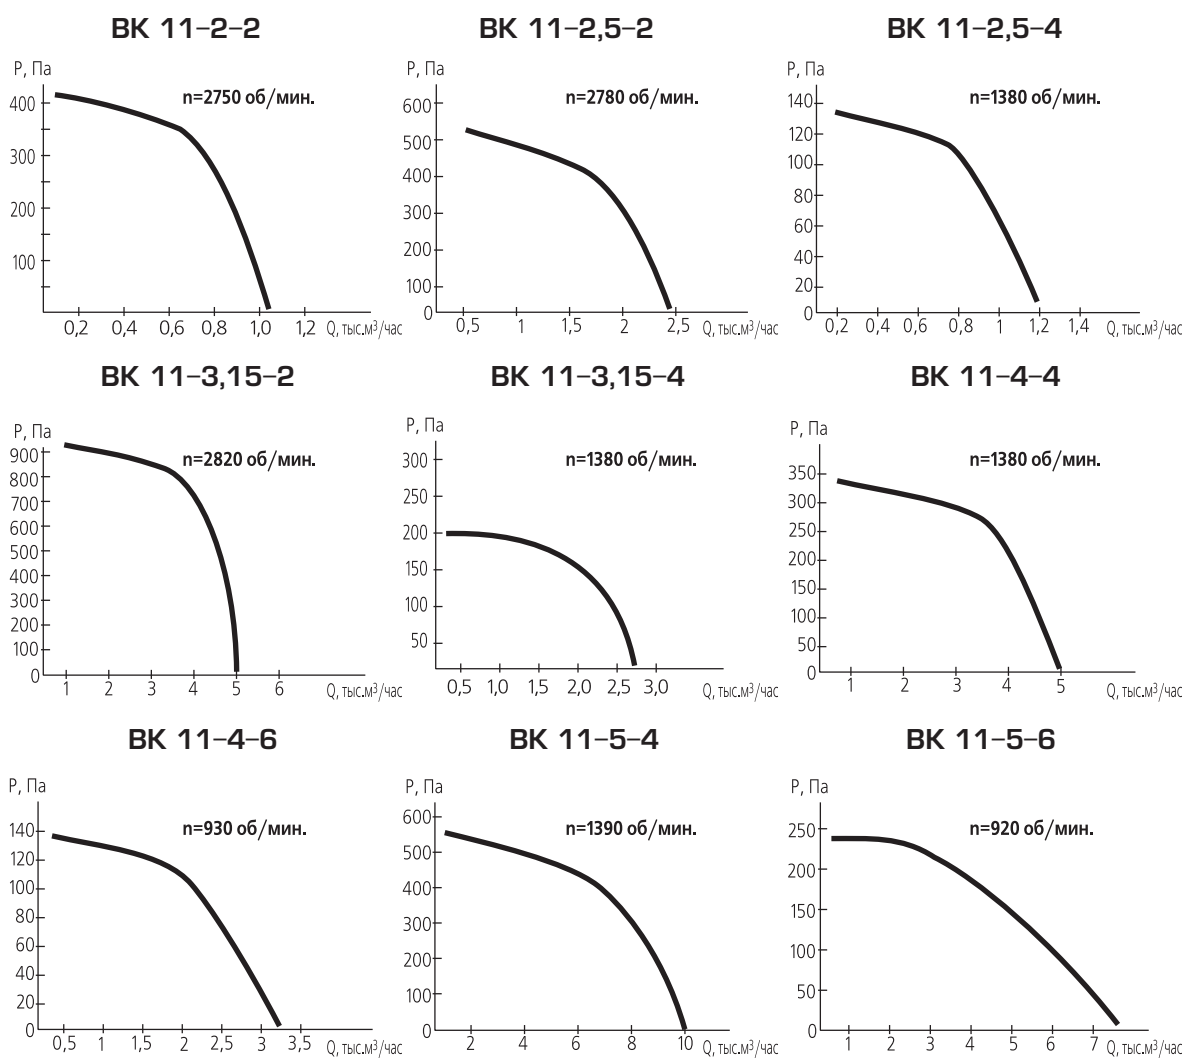 ВК 11–2–2
P, Па
n=2750 об/мин.
400
300
200
100
0,2 0,4 0,6 0,8 1,0 1,2 Q, тыс.м³/час
ВК 11–2,5–2
P, Па
n=2780 об/мин.
600
500
400
300
200
100
0
0,5 1 1,5 2 2,5 Q, тыс.м³/час
ВК 11–2,5–4
P, Па
n=1380 об/мин.
140
120
100
80
60
40
20
0
0,2 0,4 0,6 0,8 1 1,2 1,4 Q, тыс.м³/час
ВК 11–3,15–2
P, Па
n=2820 об/мин.
900
800
700
600
500
400
300
200
100
0
1 2 3 4 5 6 Q, тыс.м³/час
ВК 11–3,15–4
P, Па
n=1380 об/мин.
300
250
200
150
100
50
0,5 1,0 1,5 2,0 2,5 3,0 Q, тыс.м³/час
ВК 11–4–4
P, Па
n=1380 об/мин.
350
300
250
200
150
100
50
0
1 2 3 4 5 Q, тыс.м³/час
ВК 11–4–6
P, Па
n=930 об/мин.
140
120
100
80
60
40
20
0
0,5 1 1,5 2 2,5 3 3,5 Q, тыс.м³/час
ВК 11–5–4
P, Па
n=1390 об/мин.
600
500
400
300
200
100
0
2 4 6 8 10 Q, тыс.м³/час
ВК 11–5–6
P, Па
n=920 об/мин.
250
200
150
100
50
0
1 2 3 4 5 6 7 Q, тыс.м³/час